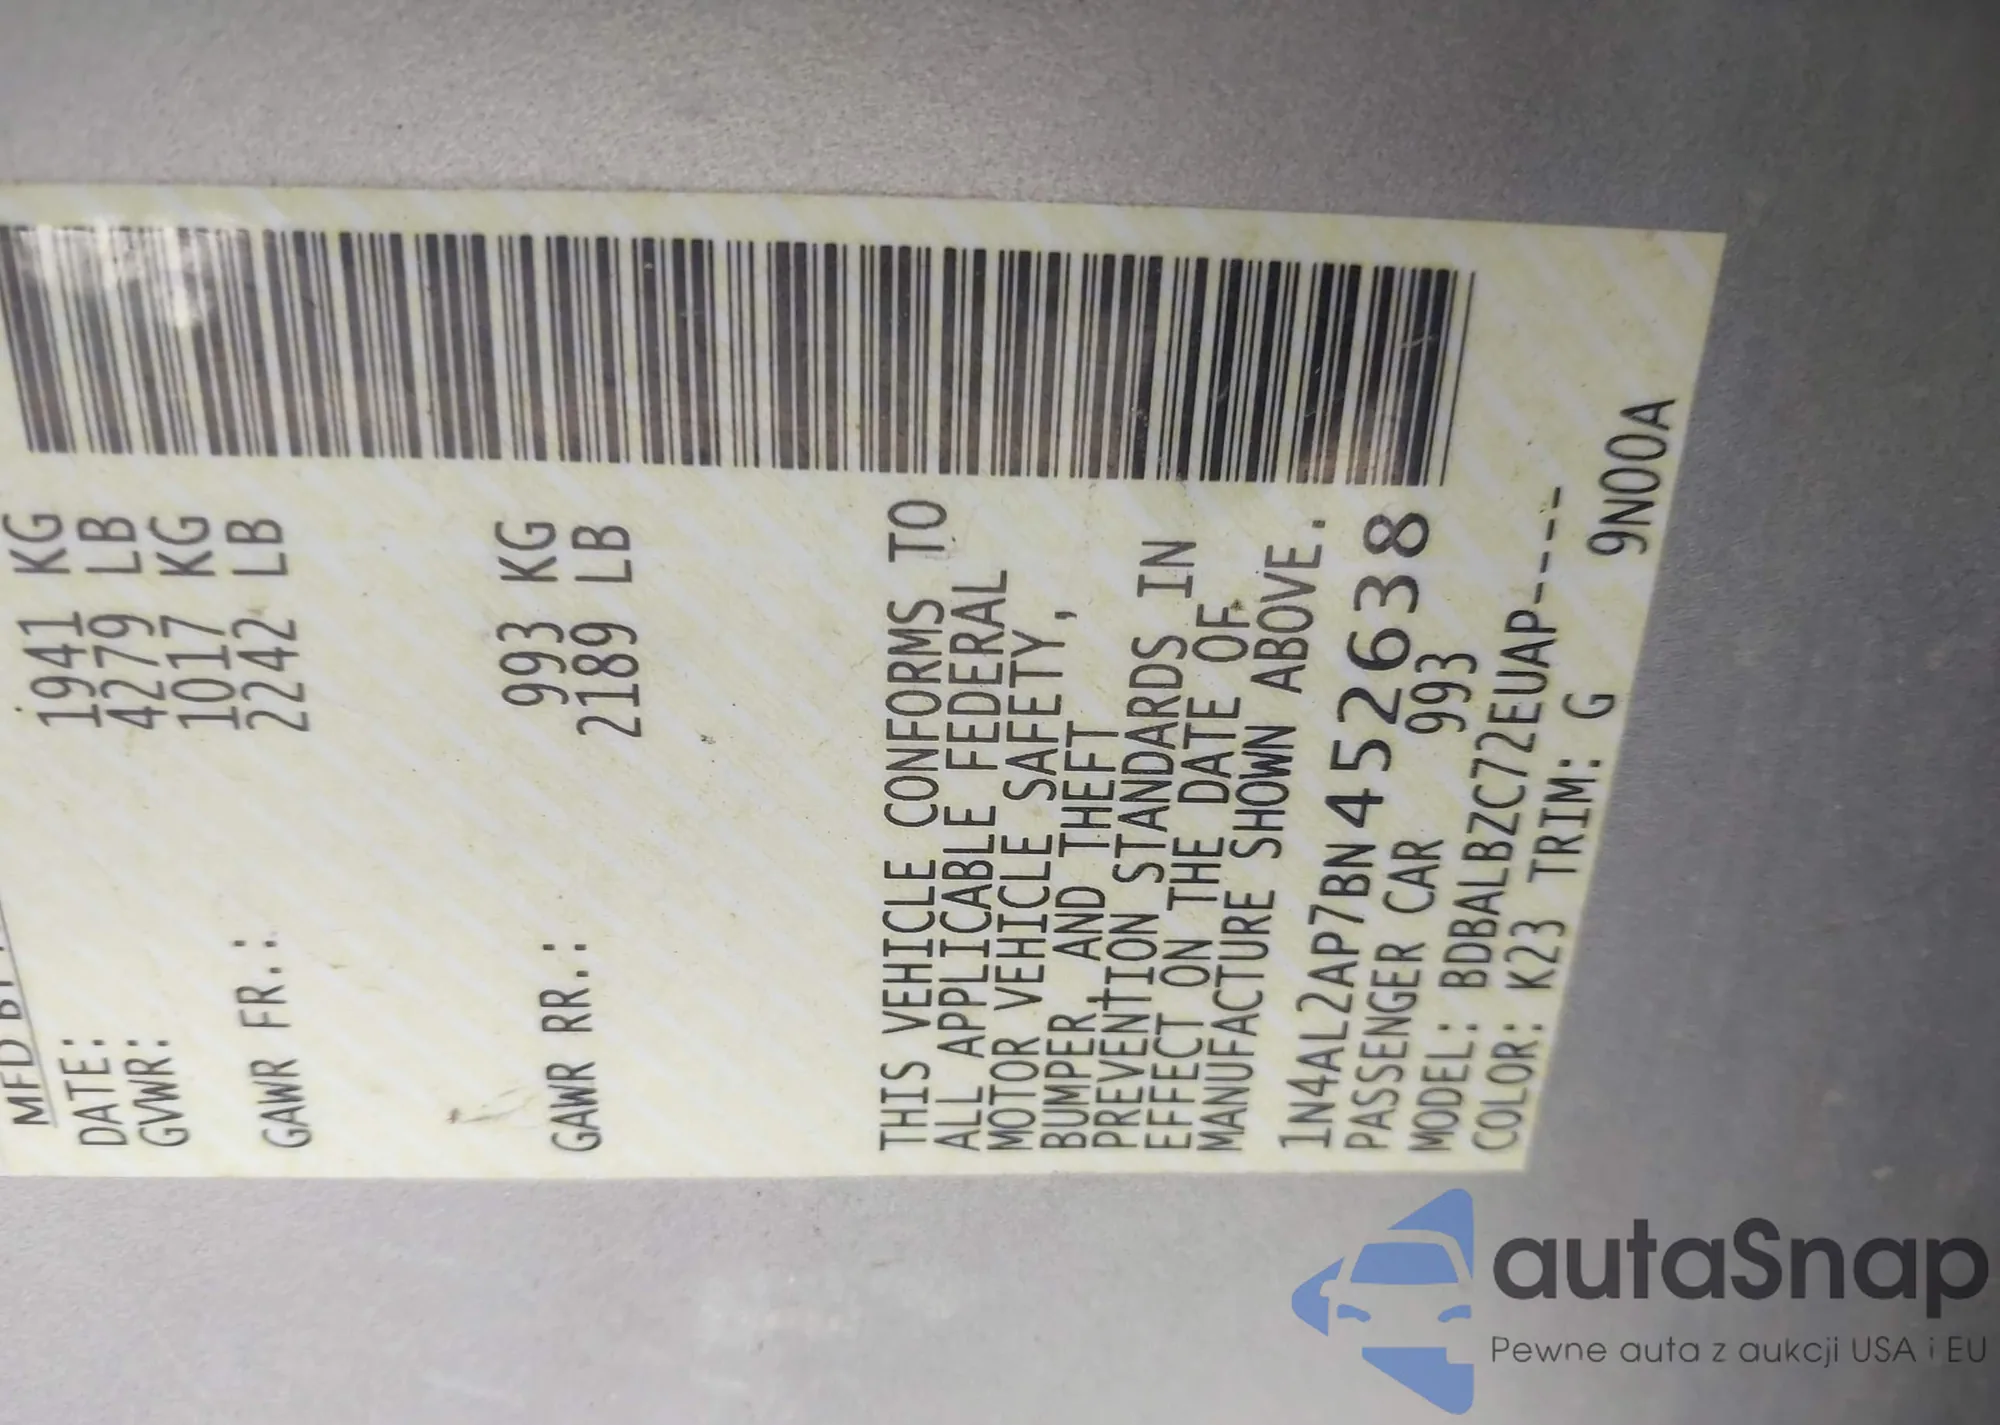 MFD BY
DATE:
GVWR: 1941 KG
4279 LB
GAWR FR.: 1017 KG
2242 LB
GAWR RR.: 993 KG
2189 LB
THIS VEHICLE CONFORMS TO
ALL APPLICABLE FEDERAL
MOTOR VEHICLE SAFETY,
BUMPER, AND THEFT
PREVENTION STANDARDS IN
EFFECT ON THE DATE OF
MANUFACTURE SHOWN ABOVE.
1N4AL2AP7BN452638
PASSENGER CAR 993
MODEL: BDBALBZC72EUAP----
COLOR: K23 TRIM: G
9N00A
autaSnap
Pewne auta z aukcji USA i EU